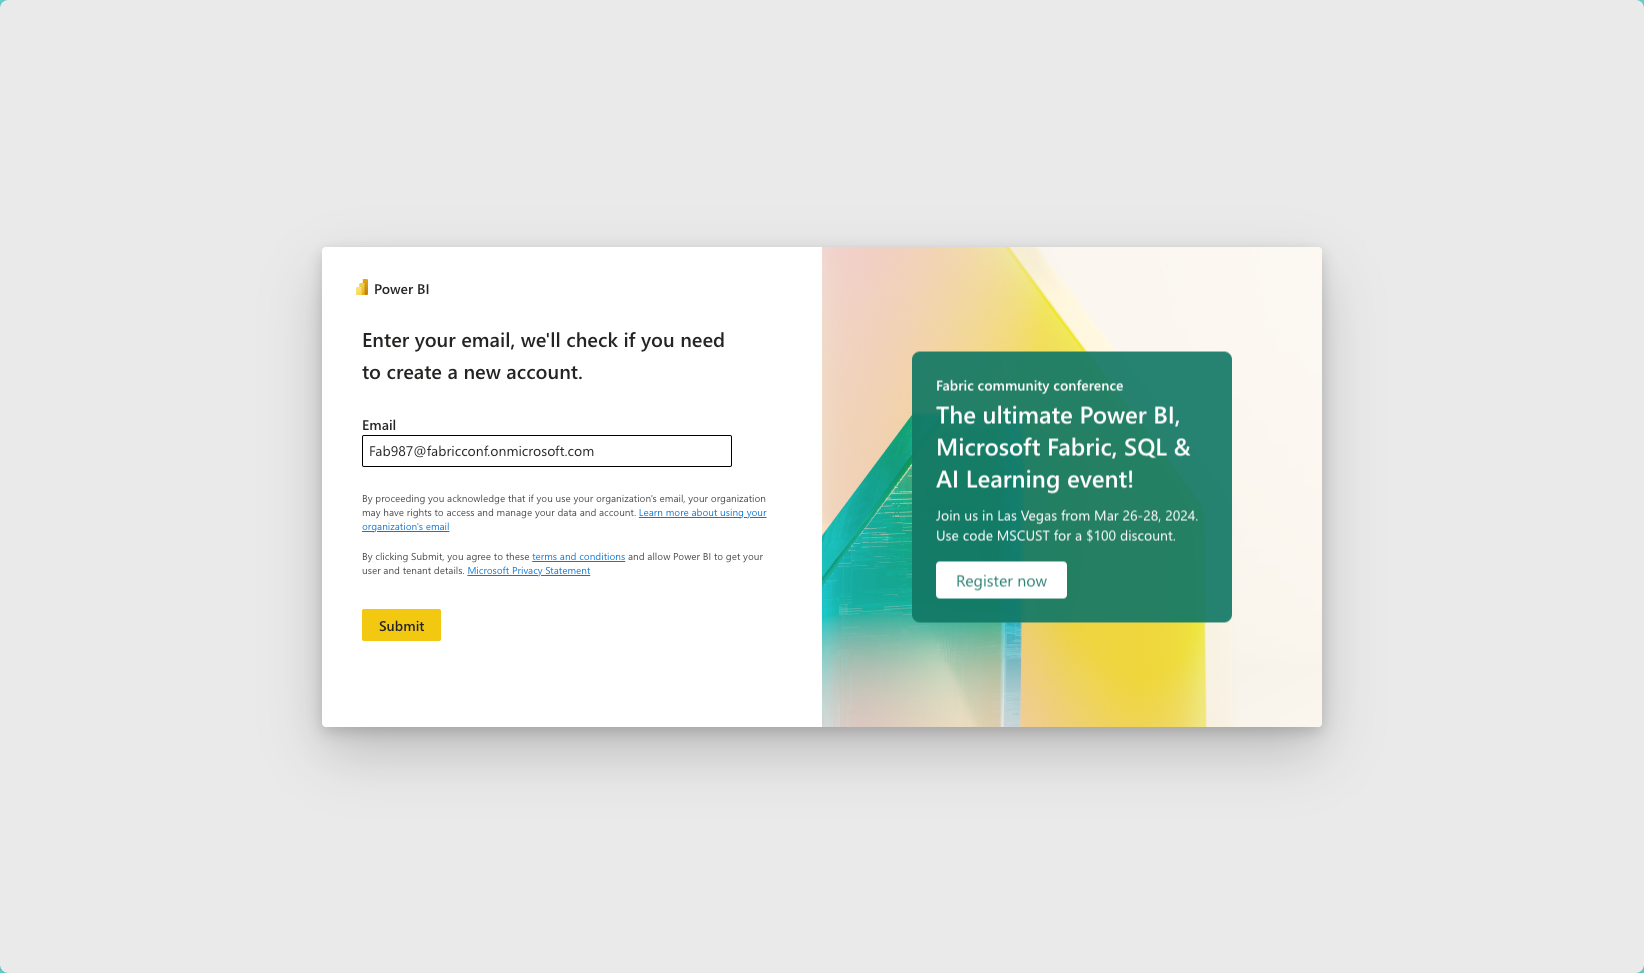 Power BI
Enter your email, we'll check if you need
to create a new account.
Email
Fab987@fabricconf.onmicrosoft.com
By proceeding you acknowledge that if you use your organization's email, your organization
may have rights to access and manage your data and account. Learn more about using your
organization's email
By clicking Submit, you agree to these terms and conditions and allow Power BI to get your
user and tenant details. Microsoft Privacy Statement
Submit
Fabric community conference
The ultimate Power BI,
Microsoft Fabric, SQL &
AI Learning event!
Join us in Las Vegas from Mar 26-28, 2024.
Use code MSCUST for a $100 discount.
Register now